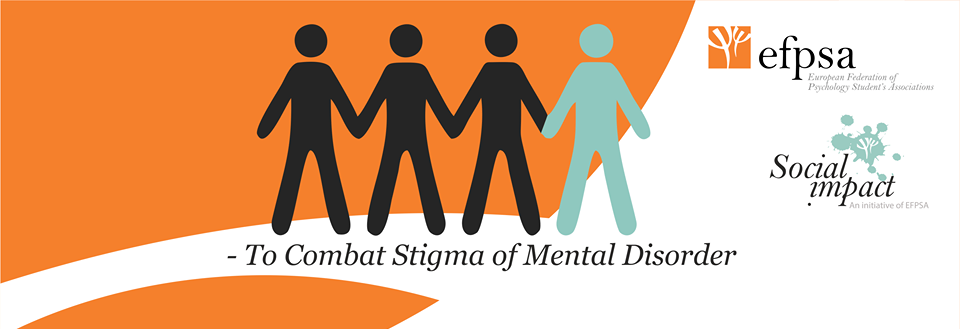 efpsa
European Federation of
Psychology Student's Associations
Social
impact
An initiative of EFPSA
- To Combat Stigma of Mental Disorder